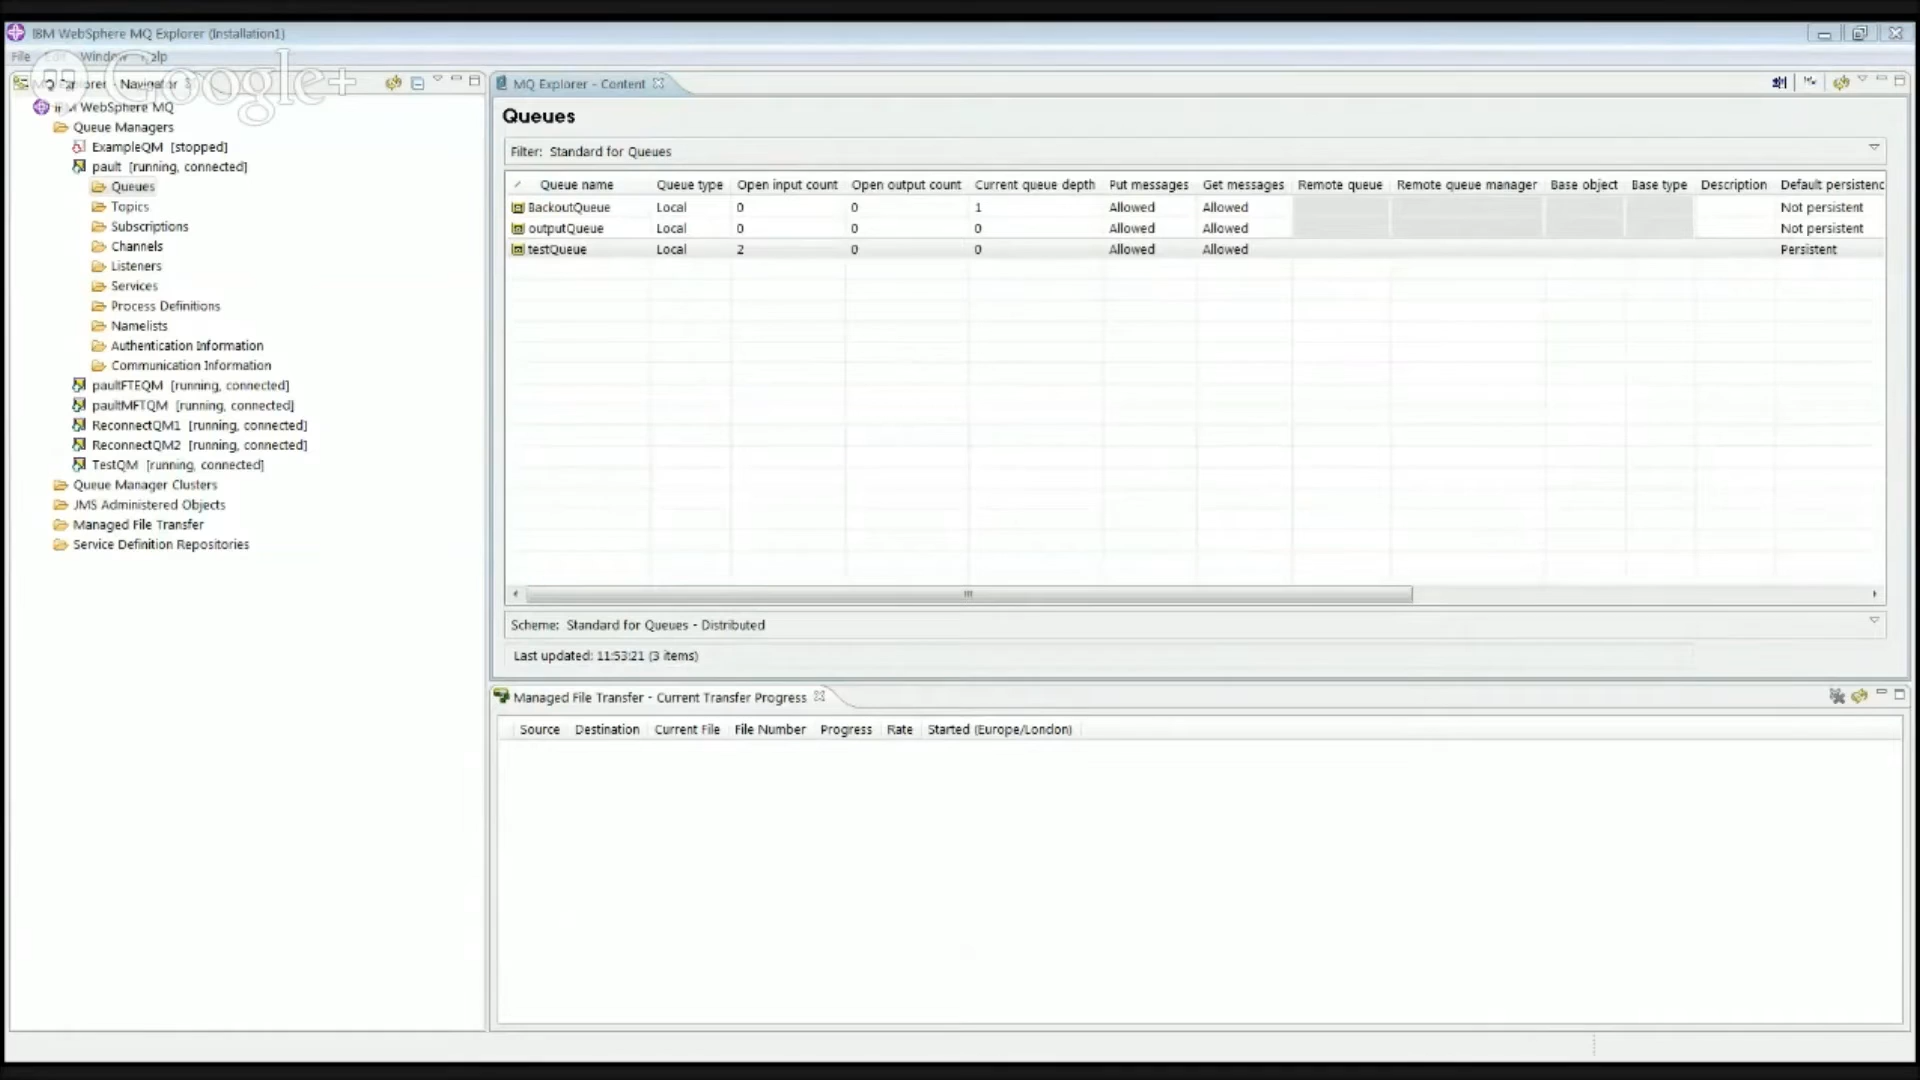 IBM WebSphere MQ Explorer (Installation1)
File Window Help
Google+
MQ Explorer - Navigator
IBM WebSphere MQ
Queue Managers
ExampleQM [stopped]
pault [running, connected]
Queues
Topics
Subscriptions
Channels
Listeners
Services
Process Definitions
Namelists
Authentication Information
Communication Information
paultFTEQM [running, connected]
paultMFTQM [running, connected]
ReconnectQM1 [running, connected]
ReconnectQM2 [running, connected]
TestQM [running, connected]
Queue Manager Clusters
JMS Administered Objects
Managed File Transfer
Service Definition Repositories
MQ Explorer - Content
Queues
Filter: Standard for Queues
Queue name Queue type Open input count Open output count Current queue depth Put messages Get messages Remote queue Remote queue manager Base object Base type Description Default persistenc
BackoutQueue Local 0 0 1 Allowed Allowed Not persistent
outputQueue Local 0 0 0 Allowed Allowed Not persistent
testQueue Local 2 0 0 Allowed Allowed Persistent
Scheme: Standard for Queues - Distributed
Last updated: 11:53:21 (3 items)
Managed File Transfer - Current Transfer Progress
Source Destination Current File File Number Progress Rate Started (Europe/London)